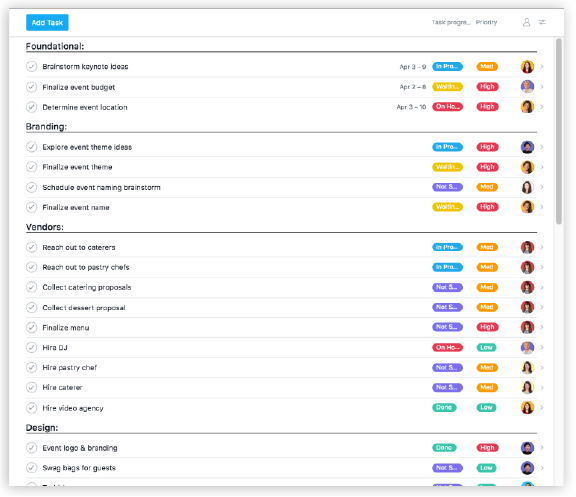 Add Task Task progre... Priority
Foundational:
Brainstorm keynote ideas Apr 3 – 9 In Pro... Med
Finalize event budget Apr 2 – 8 Waitin... High
Determine event location Apr 3 – 10 On Ho... High
Branding:
Explore event theme ideas In Pro... High
Finalize event theme Waitin... High
Schedule event naming brainstorm Not S... Med
Finalize event name Waitin... High
Vendors:
Reach out to caterers In Pro... Med
Reach out to pastry chefs In Pro... Med
Collect catering proposals Not S... Med
Collect dessert proposal Not S... Med
Finalize menu Not S... High
Hire DJ On Ho... Low
Hire pastry chef Not S... Med
Hire caterer Not S... Med
Hire video agency Done Low
Design:
Event logo & branding Done High
Swag bags for guests Not S... Low